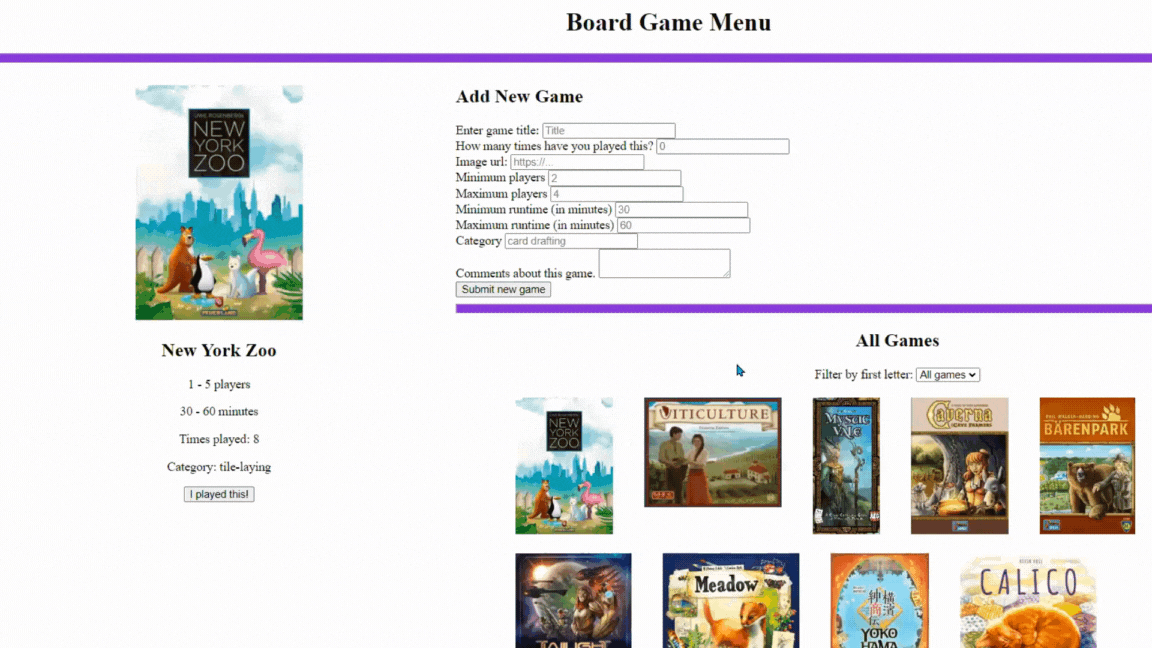 Board Game Menu
NEW
YORK
ZOO
New York Zoo
1 - 5 players
30 - 60 minutes
Times played: 8
Category: tile-laying
I played this!
Add New Game
Enter game title: Title
How many times have you played this? 0
Image url: https://...
Minimum players 2
Maximum players 4
Minimum runtime (in minutes) 30
Maximum runtime (in minutes) 60
Category card drafting
Comments about this game.
Submit new game
All Games
Filter by first letter: All games
NEW
YORK
ZOO
VITICULTURE
MYSTIC
VALE
Caverna
BÄRENPARK
TWILIGHT
Meadow
YOKO
HAMA
CALICO